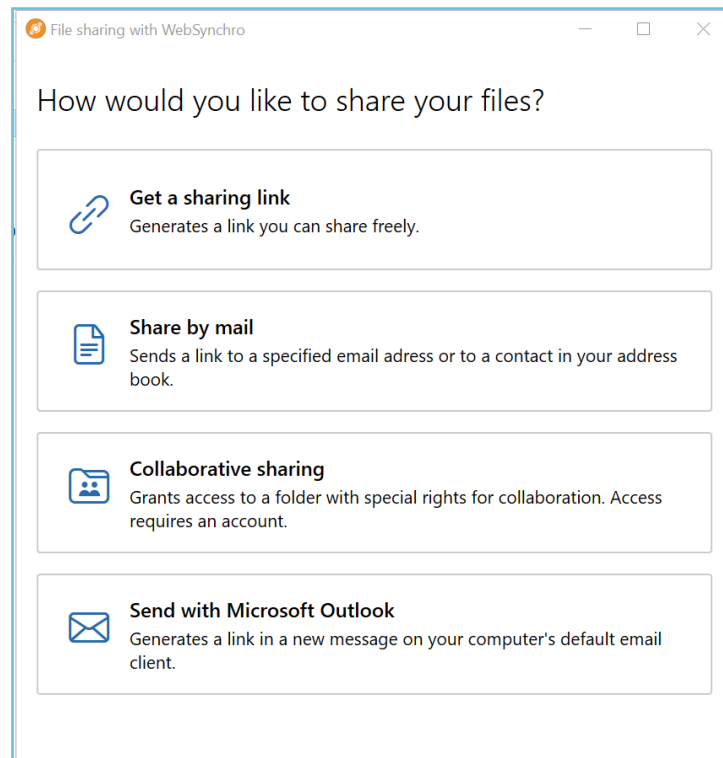 File sharing with WebSynchro
How would you like to share your files?
Get a sharing link
Generates a link you can share freely.
Share by mail
Sends a link to a specified email adress or to a contact in your address
book.
Collaborative sharing
Grants access to a folder with special rights for collaboration. Access
requires an account.
Send with Microsoft Outlook
Generates a link in a new message on your computer's default email
client.